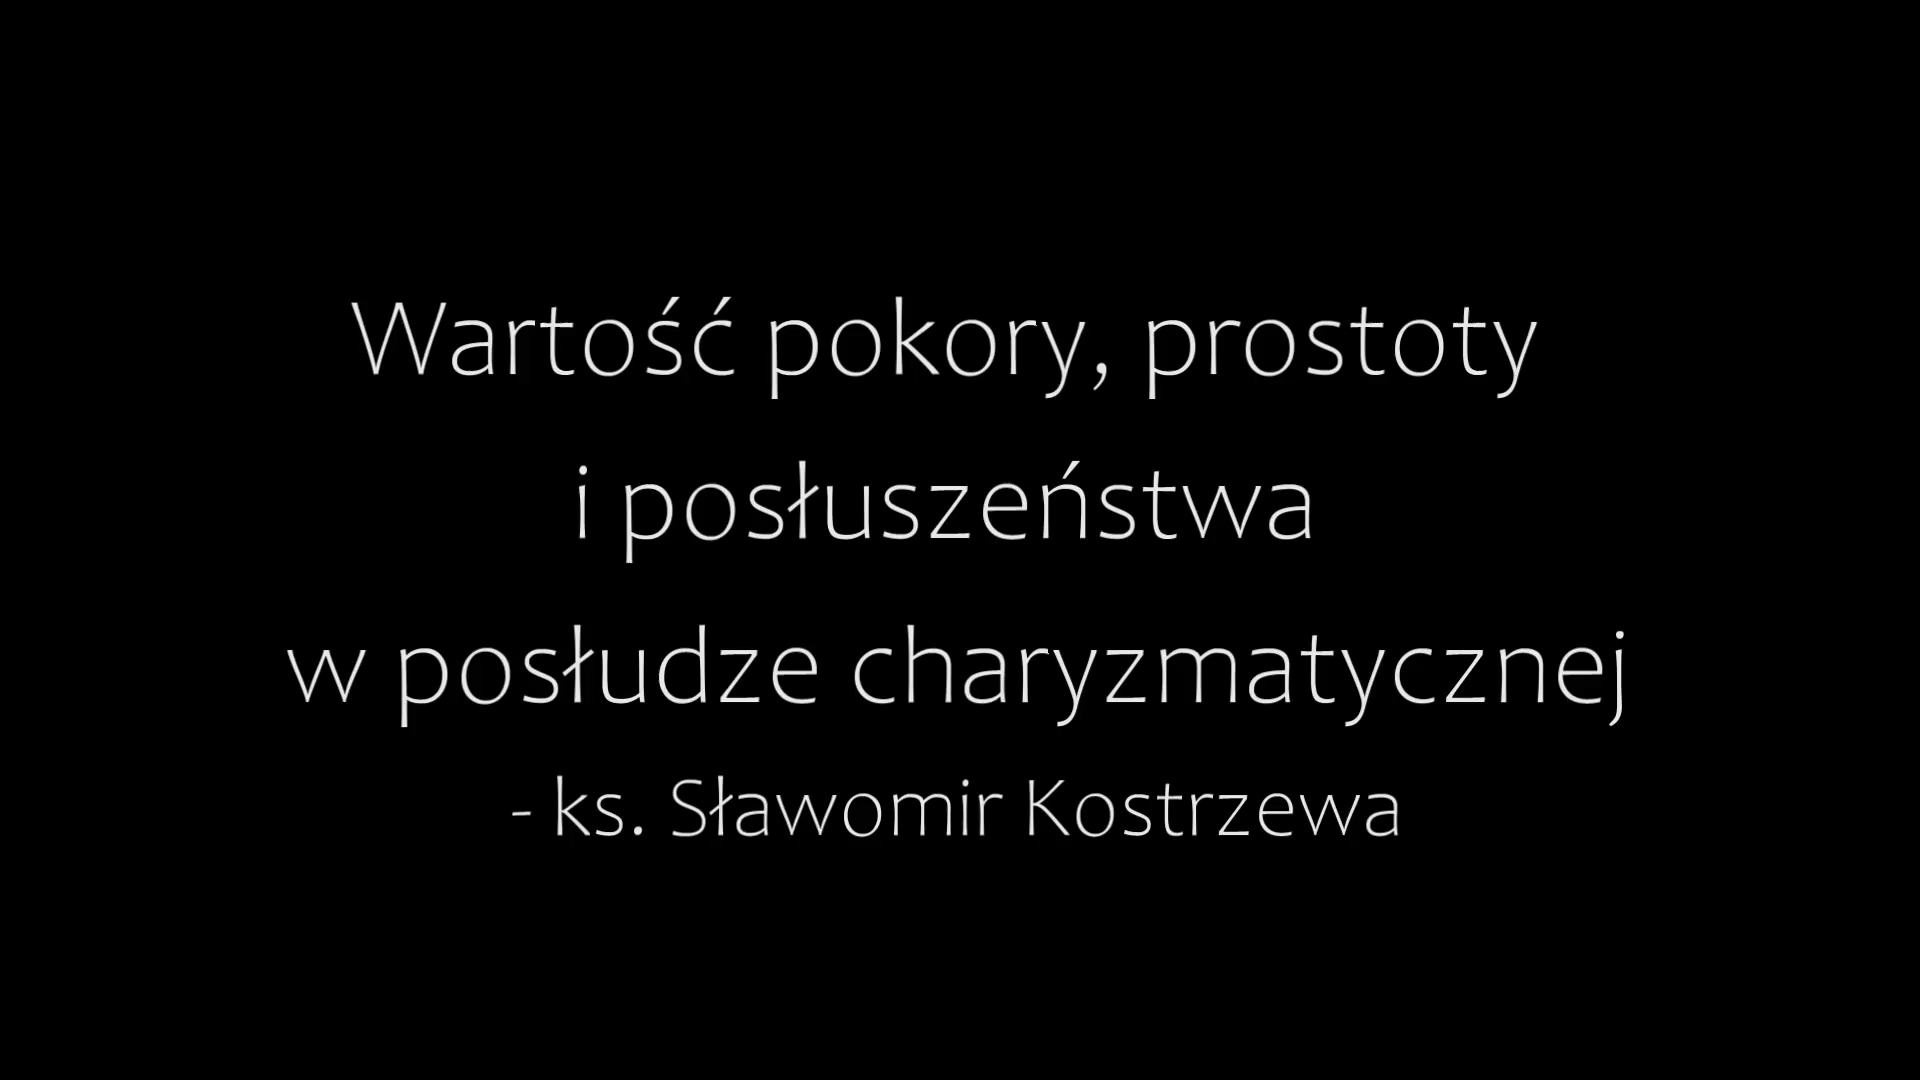 Wartość pokory, prostoty
i posłuszeństwa
w posłudze charyzmatycznej
- ks. Sławomir Kostrzewa